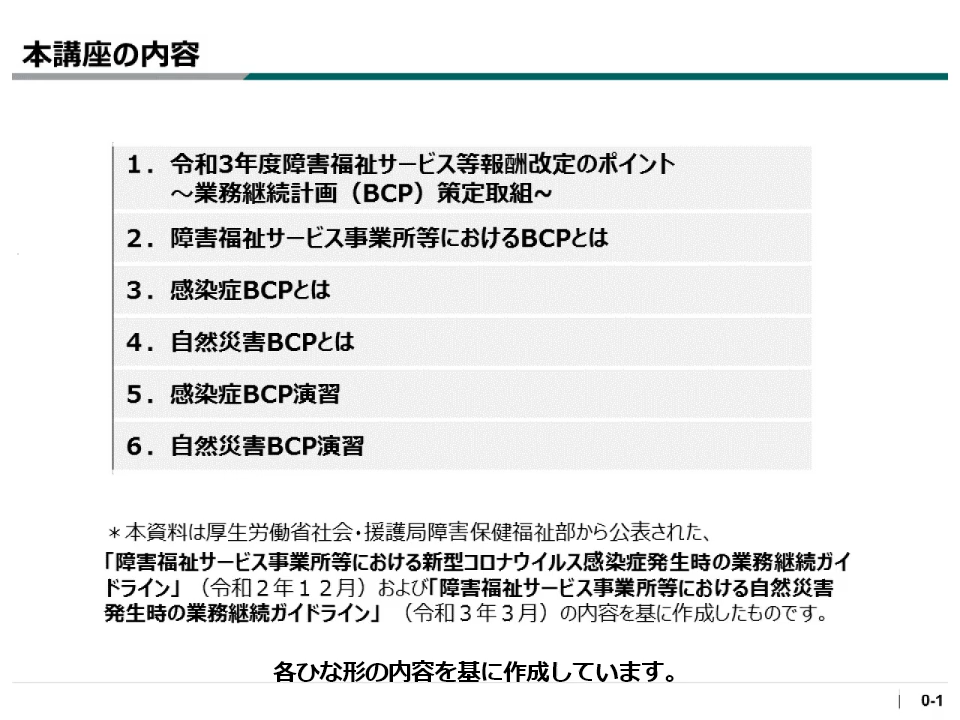 本講座の内容
１．令和3年度障害福祉サービス等報酬改定のポイント
～業務継続計画（BCP）策定取組~
２．障害福祉サービス事業所等におけるBCPとは
３．感染症BCPとは
４．自然災害BCPとは
５．感染症BCP演習
６．自然災害BCP演習
＊本資料は厚生労働省社会・援護局障害保健福祉部から公表された、
「障害福祉サービス事業所等における新型コロナウイルス感染症発生時の業務継続ガイ
ドライン」（令和２年１２月）および「障害福祉サービス事業所等における自然災害
発生時の業務継続ガイドライン」（令和３年３月）の内容を基に作成したものです。
各ひな形の内容を基に作成しています。
| 0-1